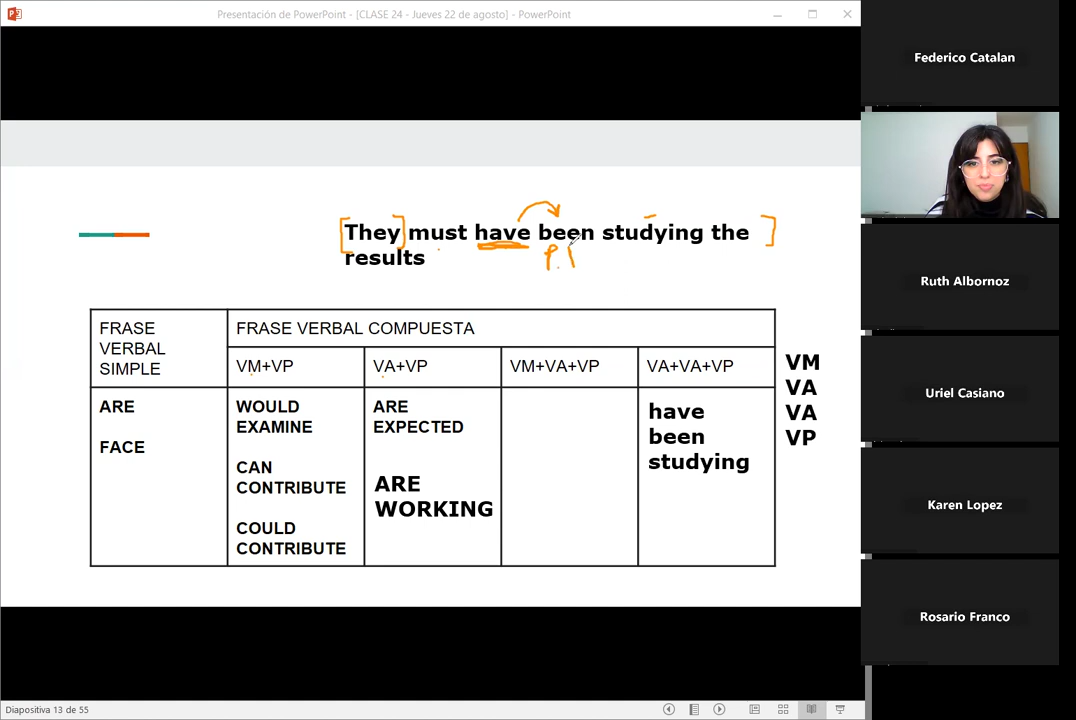 Presentación de PowerPoint - [CLASE 24 - Jueves 22 de agosto] - PowerPoint
They must have been studying the
results
P.
FRASE
VERBAL
SIMPLE
FRASE VERBAL COMPUESTA
VM+VP
VA+VP
VM+VA+VP
VA+VA+VP
ARE
FACE
WOULD
EXAMINE
CAN
CONTRIBUTE
COULD
CONTRIBUTE
ARE
EXPECTED
ARE
WORKING
have
been
studying
VM
VA
VA
VP
Diapositiva 13 de 55
Federico Catalan
Ruth Albornoz
Uriel Casiano
Karen Lopez
Rosario Franco